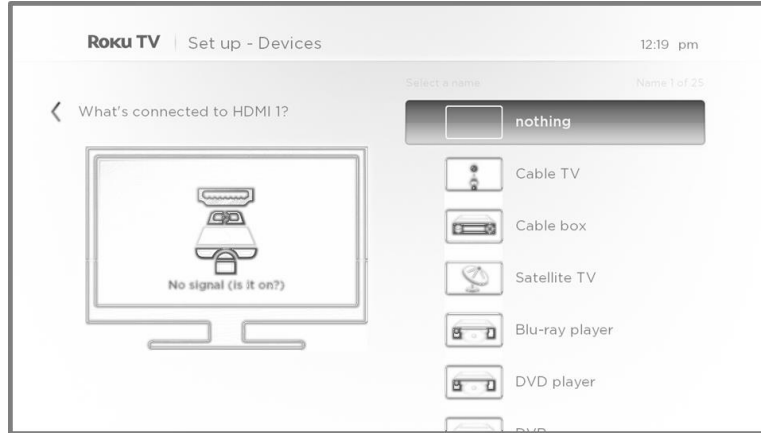 Roku TV | Set up - Devices
12:19 pm
Select a name
Name 1 of 25
What's connected to HDMI 1?
No signal (is it on?)
nothing
Cable TV
Cable box
Satellite TV
Blu-ray player
DVD player
DVR